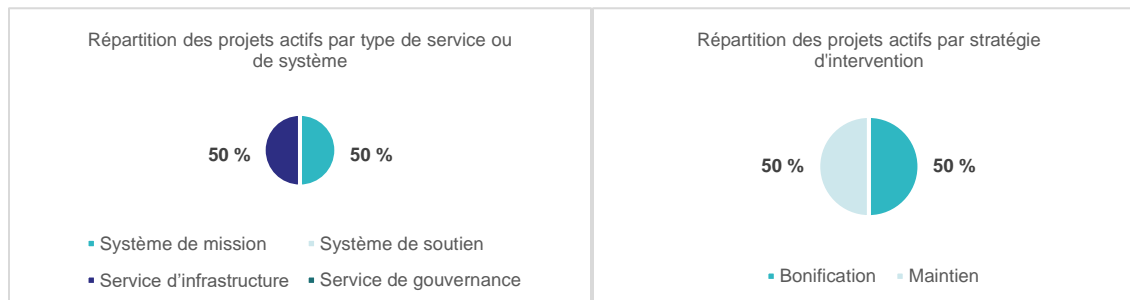 Répartition des projets actifs par type de service ou
de système
50 %
50 %
Système de mission
Système de soutien
Service d'infrastructure
Service de gouvernance
Répartition des projets actifs par stratégie
d'intervention
50 %
50 %
Bonification
Maintien